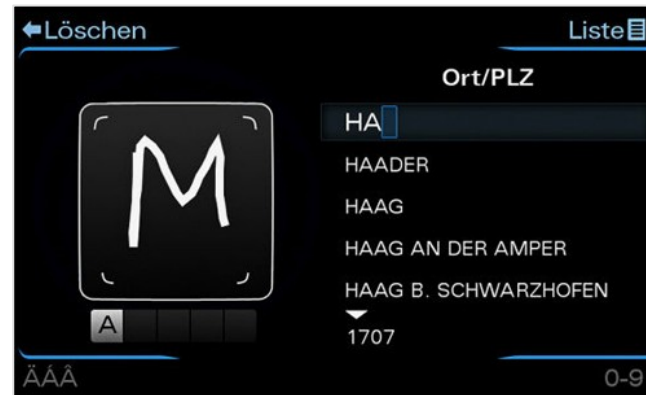 Löschen
Liste
Ort/PLZ
HA
M
HAADER
HAAG
HAAG AN DER AMPER
HAAG B. SCHWARZHOFEN
A
1707
ÄÁÂ
0-9